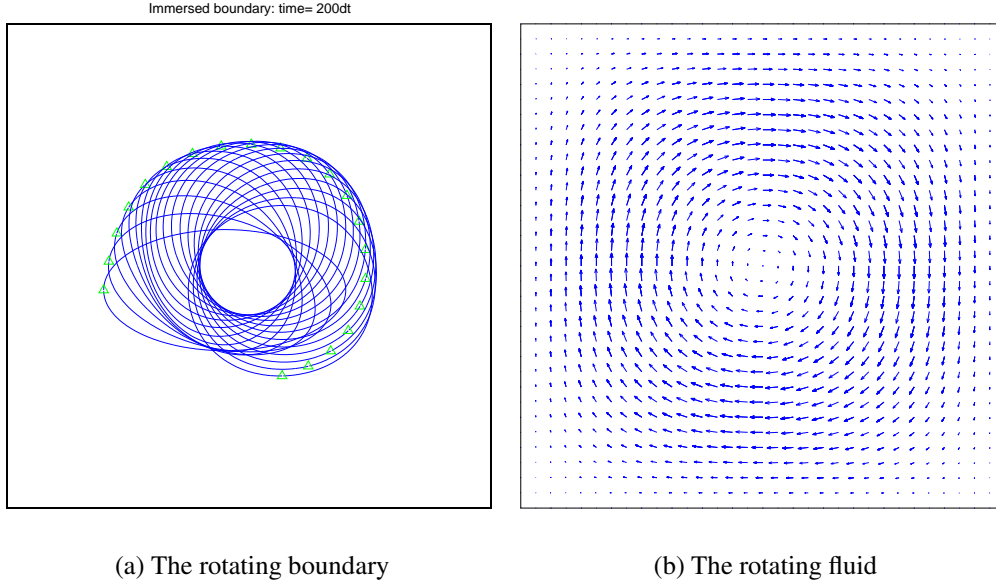 Immersed boundary: time= 200dt
(a) The rotating boundary
(b) The rotating fluid